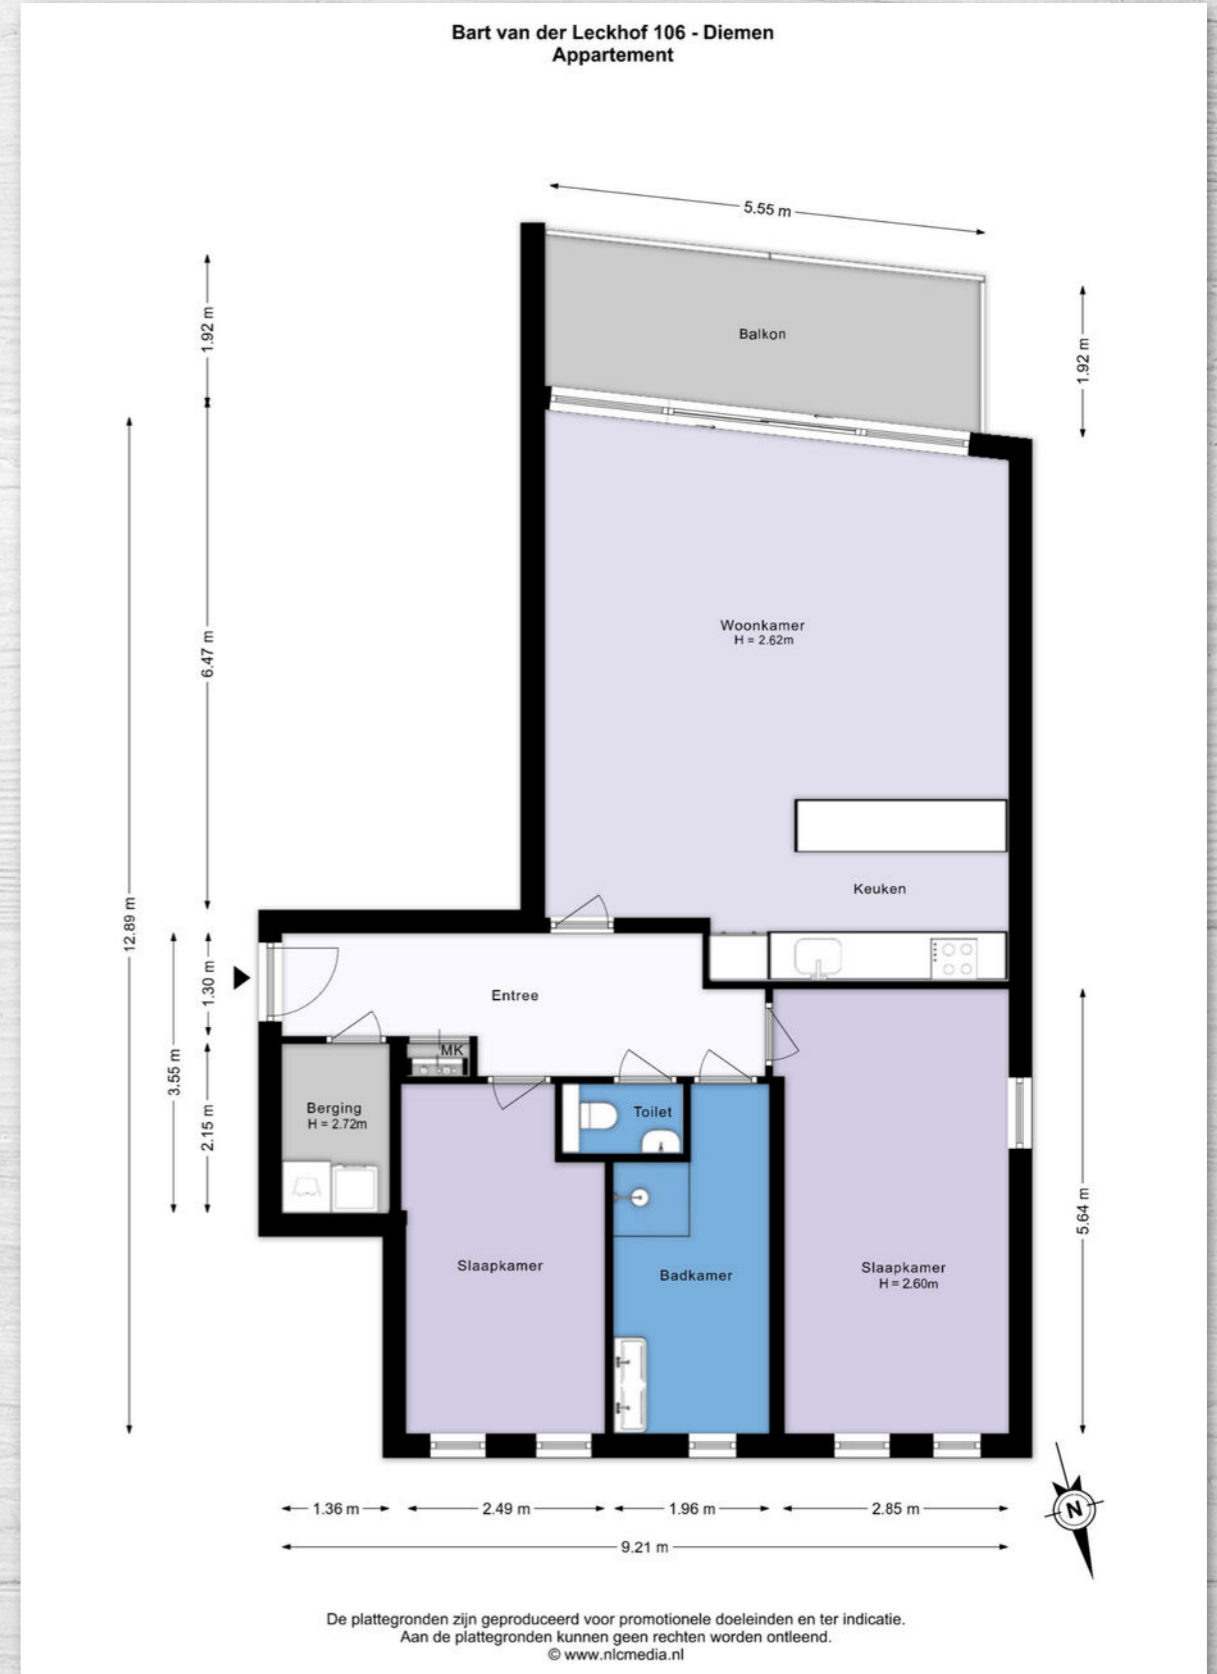 Bart van der Leckhof 106 - Diemen
Appartement
5.55 m
1.92 m
1.92 m
Balkon
6.47 m
Woonkamer
H = 2.62m
12.89 m
Keuken
1.30 m
Entree
3.55 m
MK
2.15 m
Berging
H = 2.72m
Toilet
Slaapkamer
Badkamer
Slaapkamer
H = 2.60m
5.64 m
1.36 m
2.49 m
1.96 m
2.85 m
N
9.21 m
De plattegronden zijn geproduceerd voor promotionele doeleinden en ter indicatie.
Aan de plattegronden kunnen geen rechten worden ontleend.
© www.nlcmedia.nl